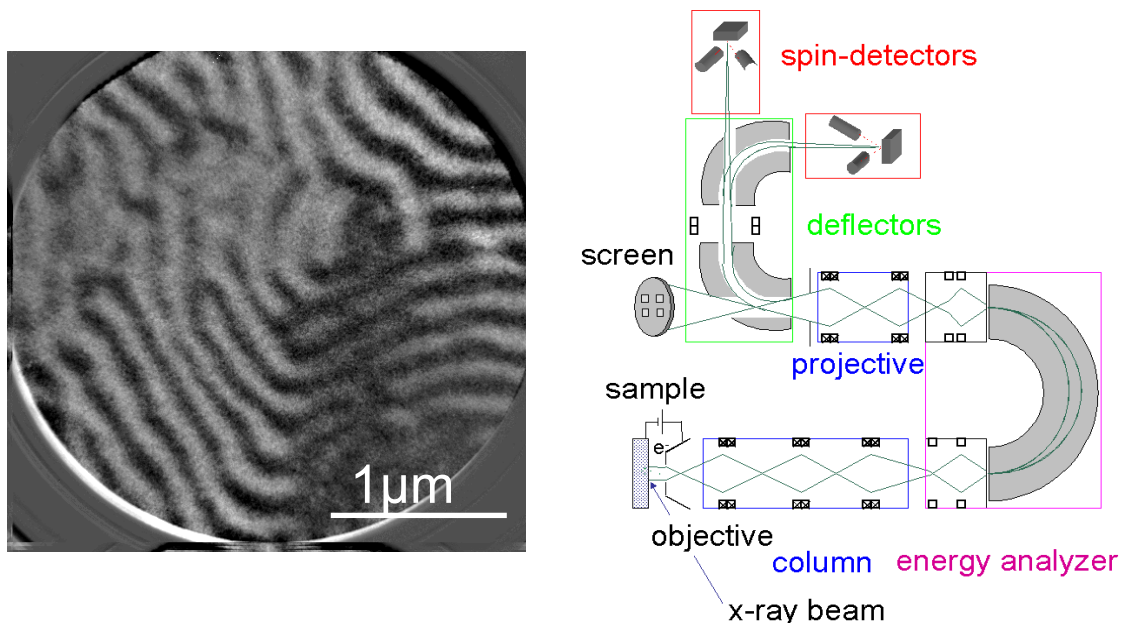 1µm
spin-detectors
deflectors
screen
projective
sample
e-
objective
column
energy analyzer
x-ray beam